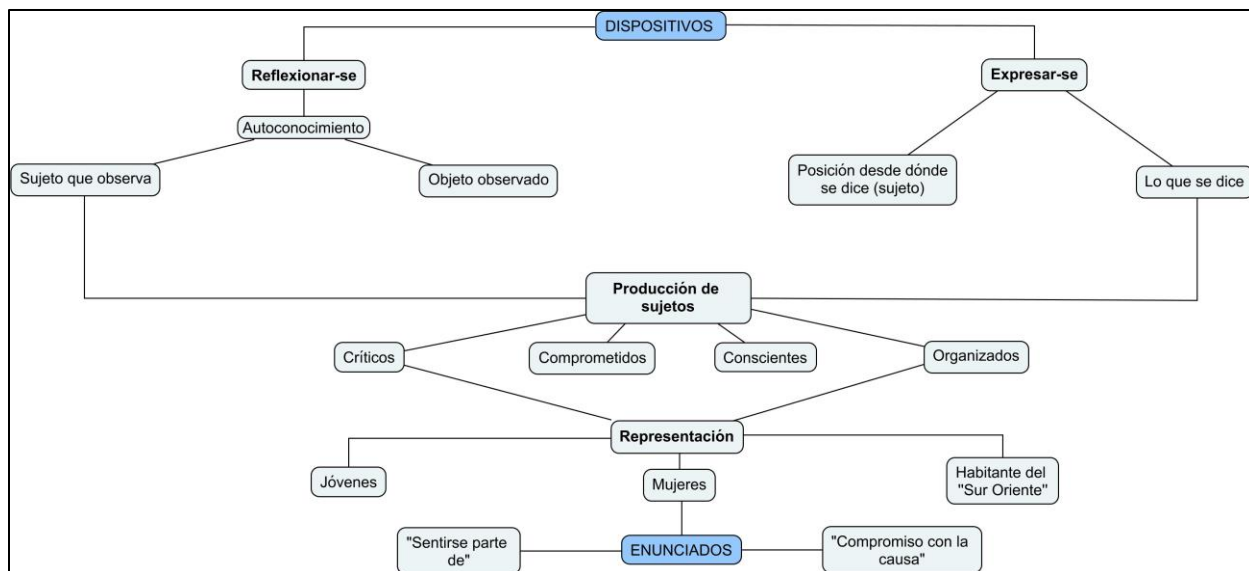 DISPOSITIVOS
Reflexionar-se
Expresar-se
Autoconocimiento
Sujeto que observa
Objeto observado
Posición desde dónde
se dice (sujeto)
Lo que se dice
Producción de
sujetos
Críticos
Comprometidos
Conscientes
Organizados
Representación
Jóvenes
Mujeres
Habitante del
"Sur Oriente"
"Sentirse parte
de"
ENUNCIADOS
"Compromiso con la
causa"